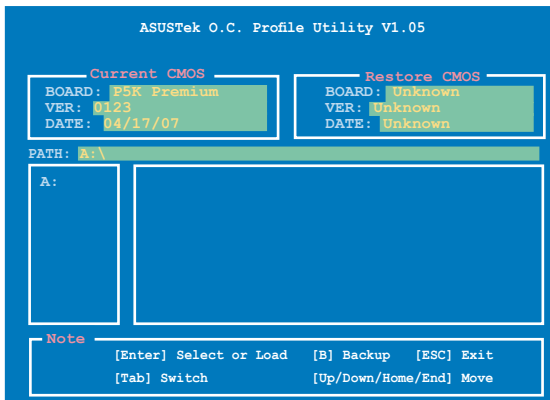 ASUSTek O.C. Profile Utility V1.05
Current CMOS
BOARD: P5K Premium
VER: 0123
DATE: 04/17/07
Restore CMOS
BOARD: Unknown
VER: Unknown
DATE: Unknown
PATH: A:\
A:
Note
[Enter] Select or Load [B] Backup [ESC] Exit
[Tab] Switch [Up/Down/Home/End] Move